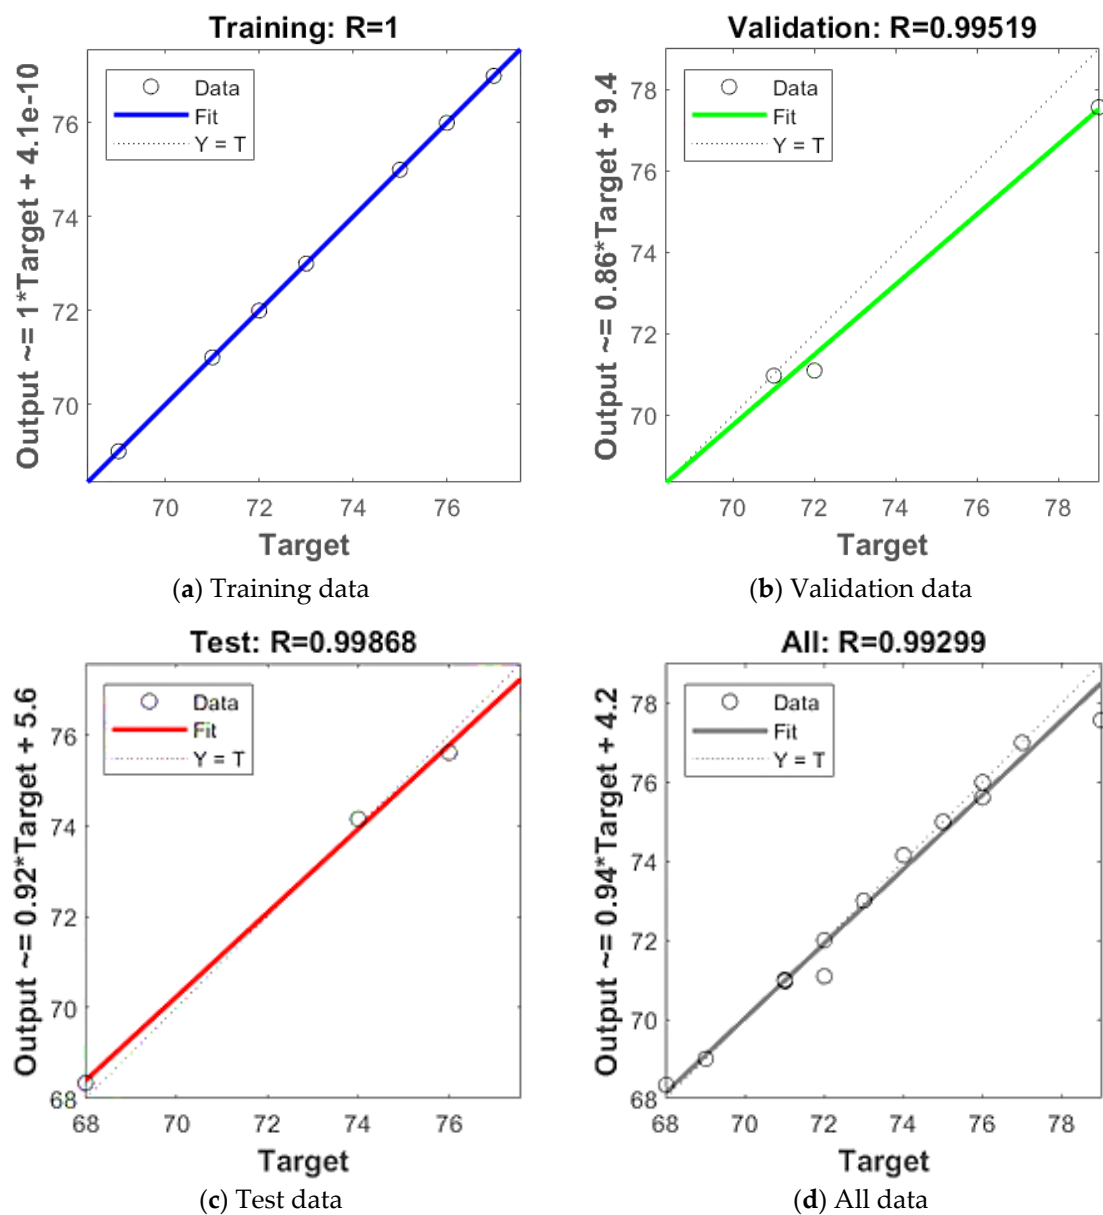 Training: R=1
Output ~= 1*Target + 4.1e-10
Data
Fit
Y = T
76
74
72
70
70
72
74
76
Target
(a) Training data
Validation: R=0.99519
Output ~= 0.86*Target + 9.4
Data
Fit
Y = T
78
76
74
72
70
70
72
74
76
78
Target
(b) Validation data
Test: R=0.99868
Output ~= 0.92*Target + 5.6
Data
Fit
Y = T
76
74
72
70
68
68
70
72
74
76
Target
(c) Test data
All: R=0.99299
Output ~= 0.94*Target + 4.2
Data
Fit
Y = T
78
76
74
72
70
68
68
70
72
74
76
78
Target
(d) All data